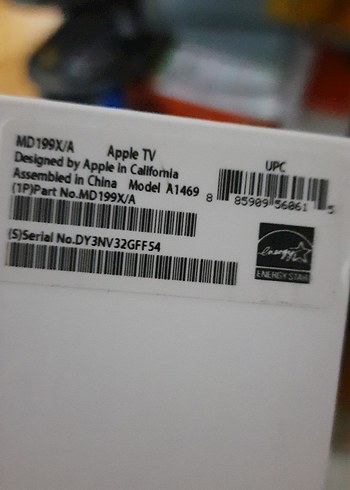 MD199X/A Apple TV
Designed by Apple in California
Assembled in China Model A1469
(1P)Part No.MD199X/A
(S)Serial No.DY3NV32GFF54
UPC
8 85909 56061 5
energy
ENERGY STAR